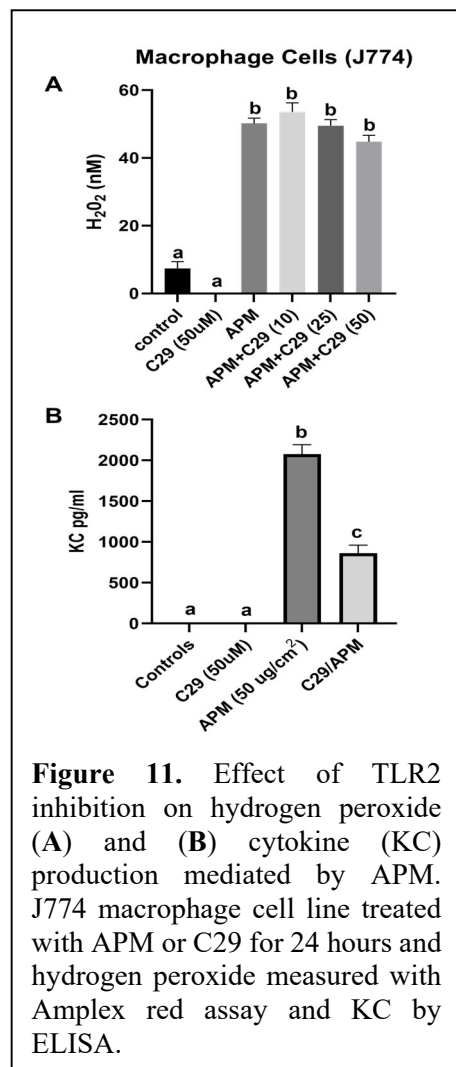 Macrophage Cells (J774)
A
60
40
20
0
H₂0₂ (nM)
a
a
b
b
b
b
control
C29 (50uM)
APM
APM+C29 (10)
APM+C29 (25)
APM+C29 (50)
B
2500
2000
1500
1000
500
0
KC pg/ml
a
a
b
c
Controls
C29 (50uM)
APM (50 ug/cm²)
C29/APM
Figure 11. Effect of TLR2
inhibition on hydrogen peroxide
(A) and (B) cytokine (KC)
production mediated by APM.
J774 macrophage cell line treated
with APM or C29 for 24 hours and
hydrogen peroxide measured with
Amplex red assay and KC by
ELISA.